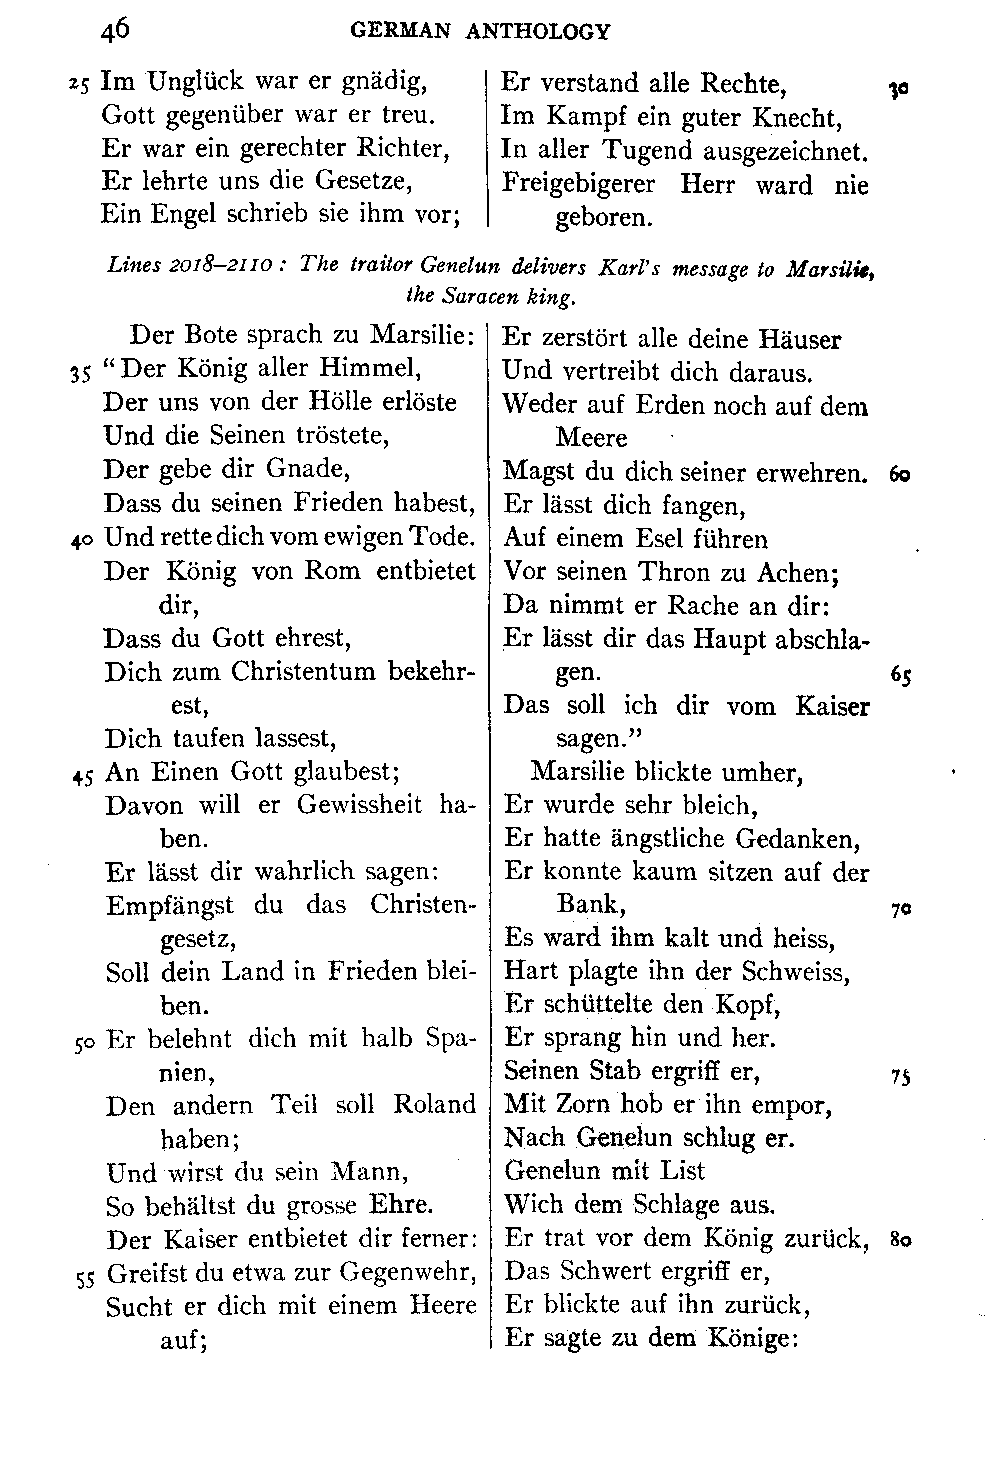 46 GERMAN ANTHOLOGY
25 Im Unglück war er gnädig,
Gott gegenüber war er treu.
Er war ein gerechter Richter,
Er lehrte uns die Gesetze,
Ein Engel schrieb sie ihm vor;
Er verstand alle Rechte, 30
Im Kampf ein guter Knecht,
In aller Tugend ausgezeichnet.
Freigebigerer Herr ward nie
geboren.
Lines 2018–2110 : The traitor Genelun delivers Karl's message to Marsilie,
the Saracen king.
Der Bote sprach zu Marsilie:
35 “Der König aller Himmel,
Der uns von der Hölle erlöste
Und die Seinen tröstete,
Der gebe dir Gnade,
Dass du seinen Frieden habest,
40 Und rette dich vom ewigen Tode.
Der König von Rom entbietet
dir,
Dass du Gott ehrest,
Dich zum Christentum bekehr-
est,
Dich taufen lassest,
45 An Einen Gott glaubest;
Davon will er Gewissheit ha-
ben.
Er lässt dir wahrlich sagen:
Empfängst du das Christen-
gesetz,
Soll dein Land in Frieden blei-
ben.
50 Er belehnt dich mit halb Spa-
nien,
Den andern Teil soll Roland
haben;
Und wirst du sein Mann,
So behältst du grosse Ehre.
Der Kaiser entbietet dir ferner:
55 Greifst du etwa zur Gegenwehr,
Sucht er dich mit einem Heere
auf;
Er zerstört alle deine Häuser
Und vertreibt dich daraus.
Weder auf Erden noch auf dem
Meere
Magst du dich seiner erwehren. 60
Er lässt dich fangen,
Auf einem Esel führen
Vor seinen Thron zu Achen;
Da nimmt er Rache an dir:
Er lässt dir das Haupt abschla-
gen. 65
Das soll ich dir vom Kaiser
sagen.”
Marsilie blickte umher,
Er wurde sehr bleich,
Er hatte ängstliche Gedanken,
Er konnte kaum sitzen auf der
Bank, 70
Es ward ihm kalt und heiss,
Hart plagte ihn der Schweiss,
Er schüttelte den Kopf,
Er sprang hin und her.
Seinen Stab ergriff er, 75
Mit Zorn hob er ihn empor,
Nach Genelun schlug er.
Genelun mit List
Wich dem Schlage aus.
Er trat vor dem König zurück, 80
Das Schwert ergriff er,
Er blickte auf ihn zurück,
Er sagte zu dem Könige: